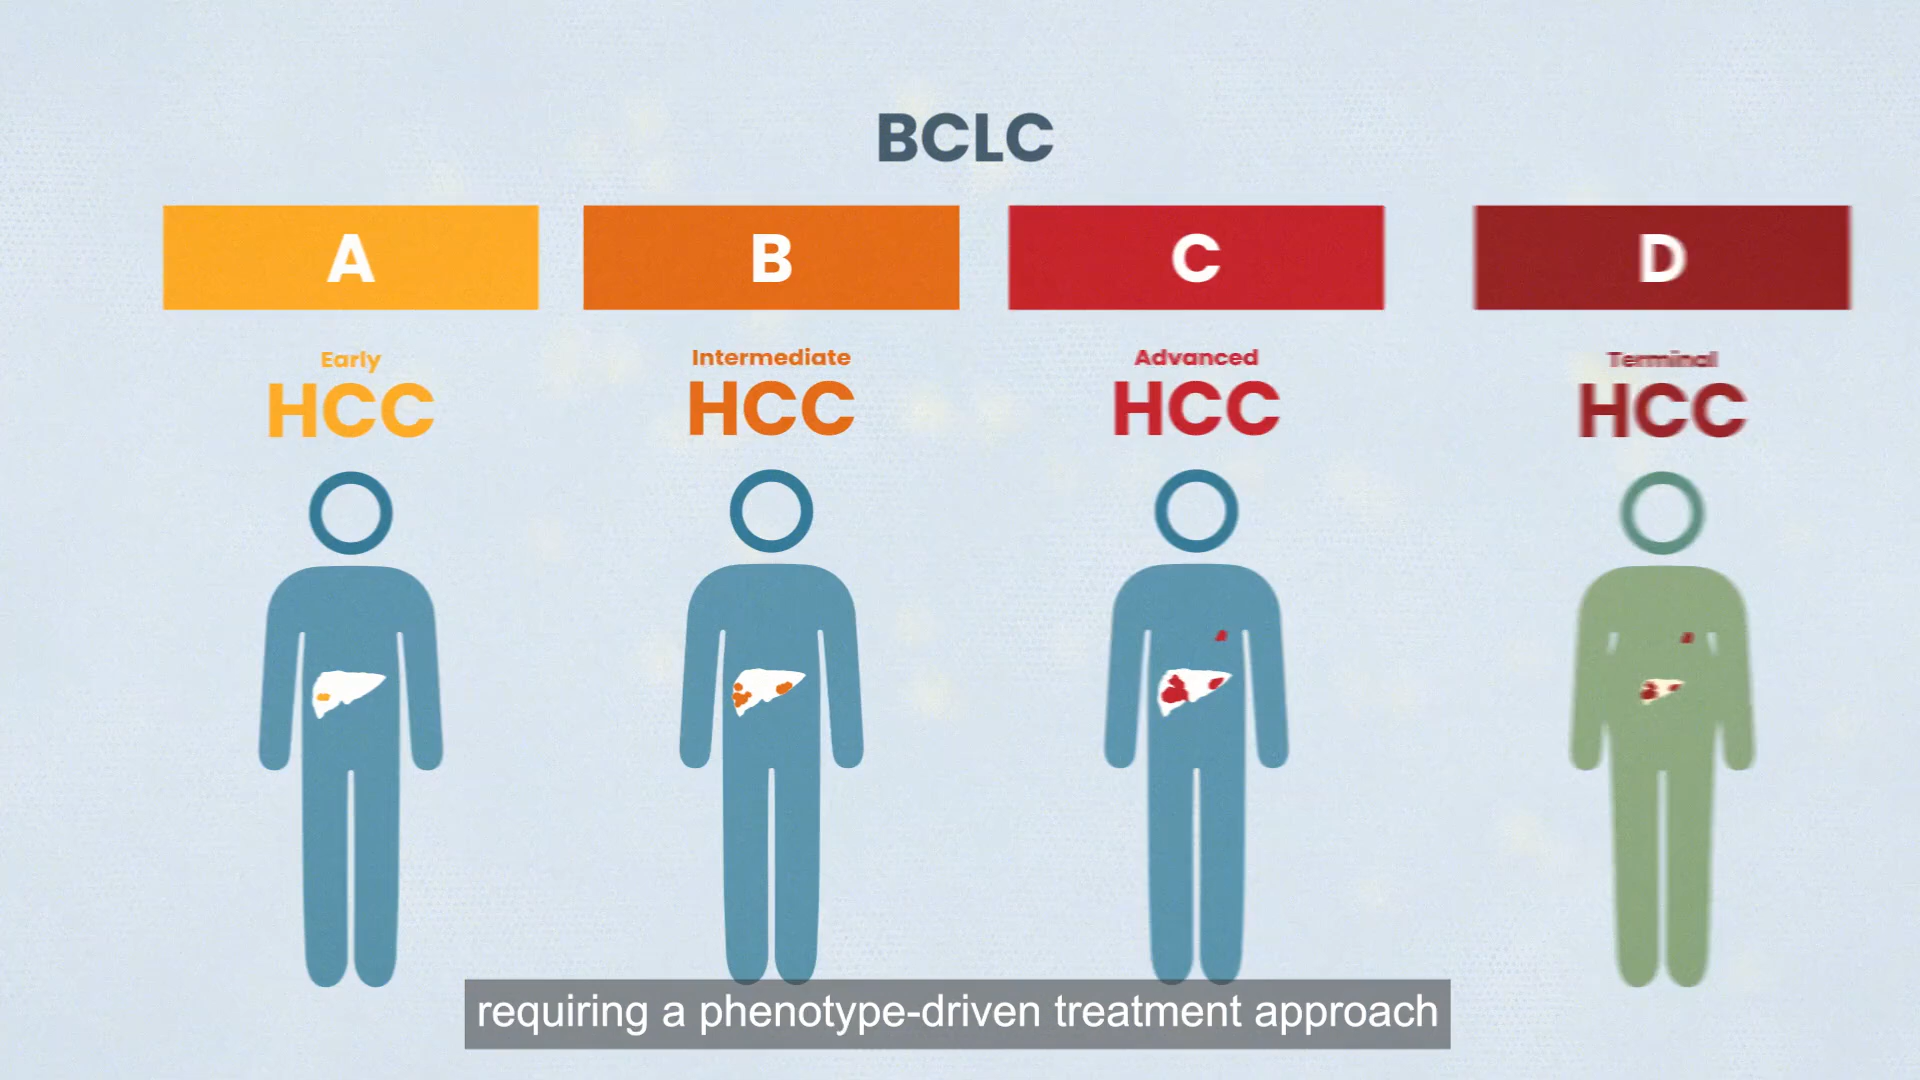 BCLC
A
B
C
D
Early
HCC
Intermediate
HCC
Advanced
HCC
Terminal
HCC
requiring a phenotype-driven treatment approach